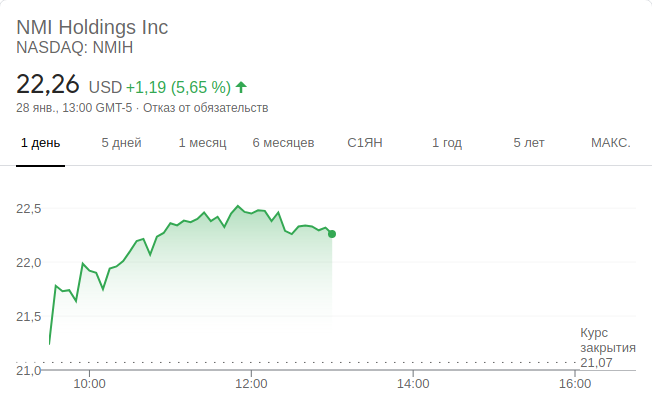 NMI Holdings Inc
NASDAQ: NMIH
22,26 USD +1,19 (5,65 %)
28 янв., 13:00 GMT-5 · Отказ от обязательств
1 день 5 дней 1 месяц 6 месяцев С1ЯН 1 год 5 лет МАКС.
22,5
22,0
21,5
Курс
закрытия
21,07
21,0
10:00 12:00 14:00 16:00